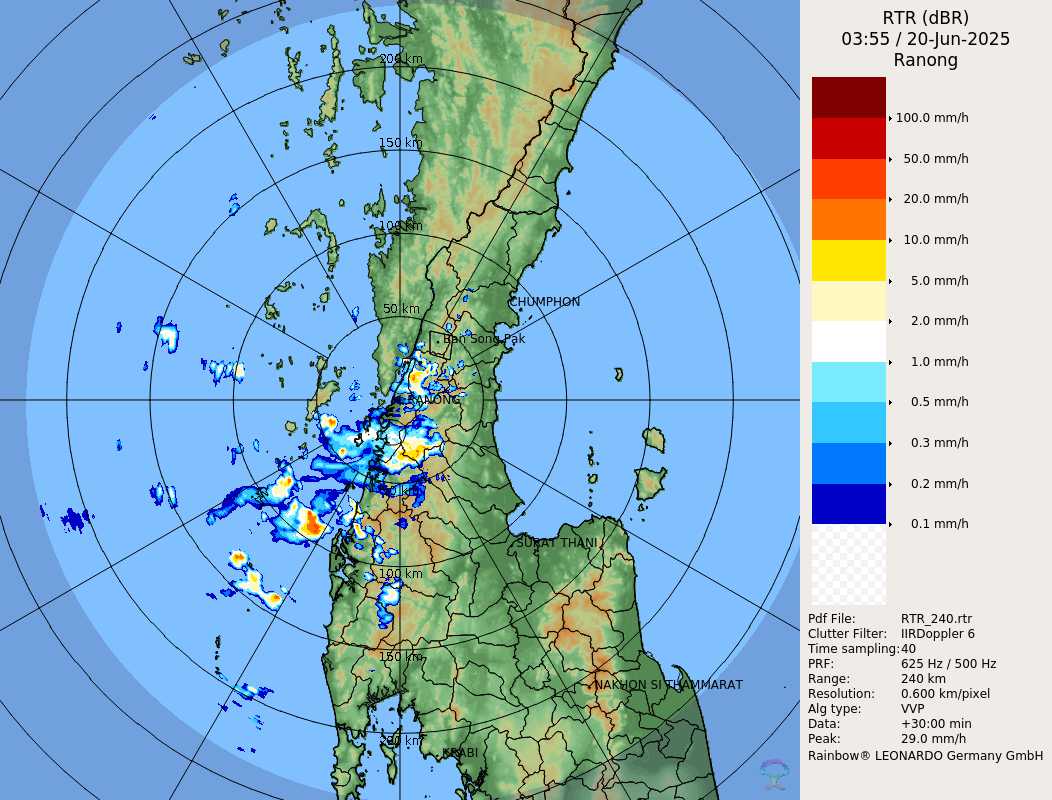 RTR (dBR)
03:55 / 20-Jun-2025
Ranong
100.0 mm/h
50.0 mm/h
20.0 mm/h
10.0 mm/h
5.0 mm/h
2.0 mm/h
1.0 mm/h
0.5 mm/h
0.3 mm/h
0.2 mm/h
0.1 mm/h
Pdf File: RTR_240.rtr
Clutter Filter: IIRDoppler 6
Time sampling:40
PRF: 625 Hz / 500 Hz
Range: 240 km
Resolution: 0.600 km/pixel
Alg type: VVP
Data: +30:00 min
Peak: 29.0 mm/h
Rainbow® LEONARDO Germany GmbH
200 km
150 km
100 km
50 km
CHUMPHON
Ban Song Pak
RANONG
50 km
SURAT THANI
100 km
150 km
NAKHON SI THAMMARAT
200 km
KRABI